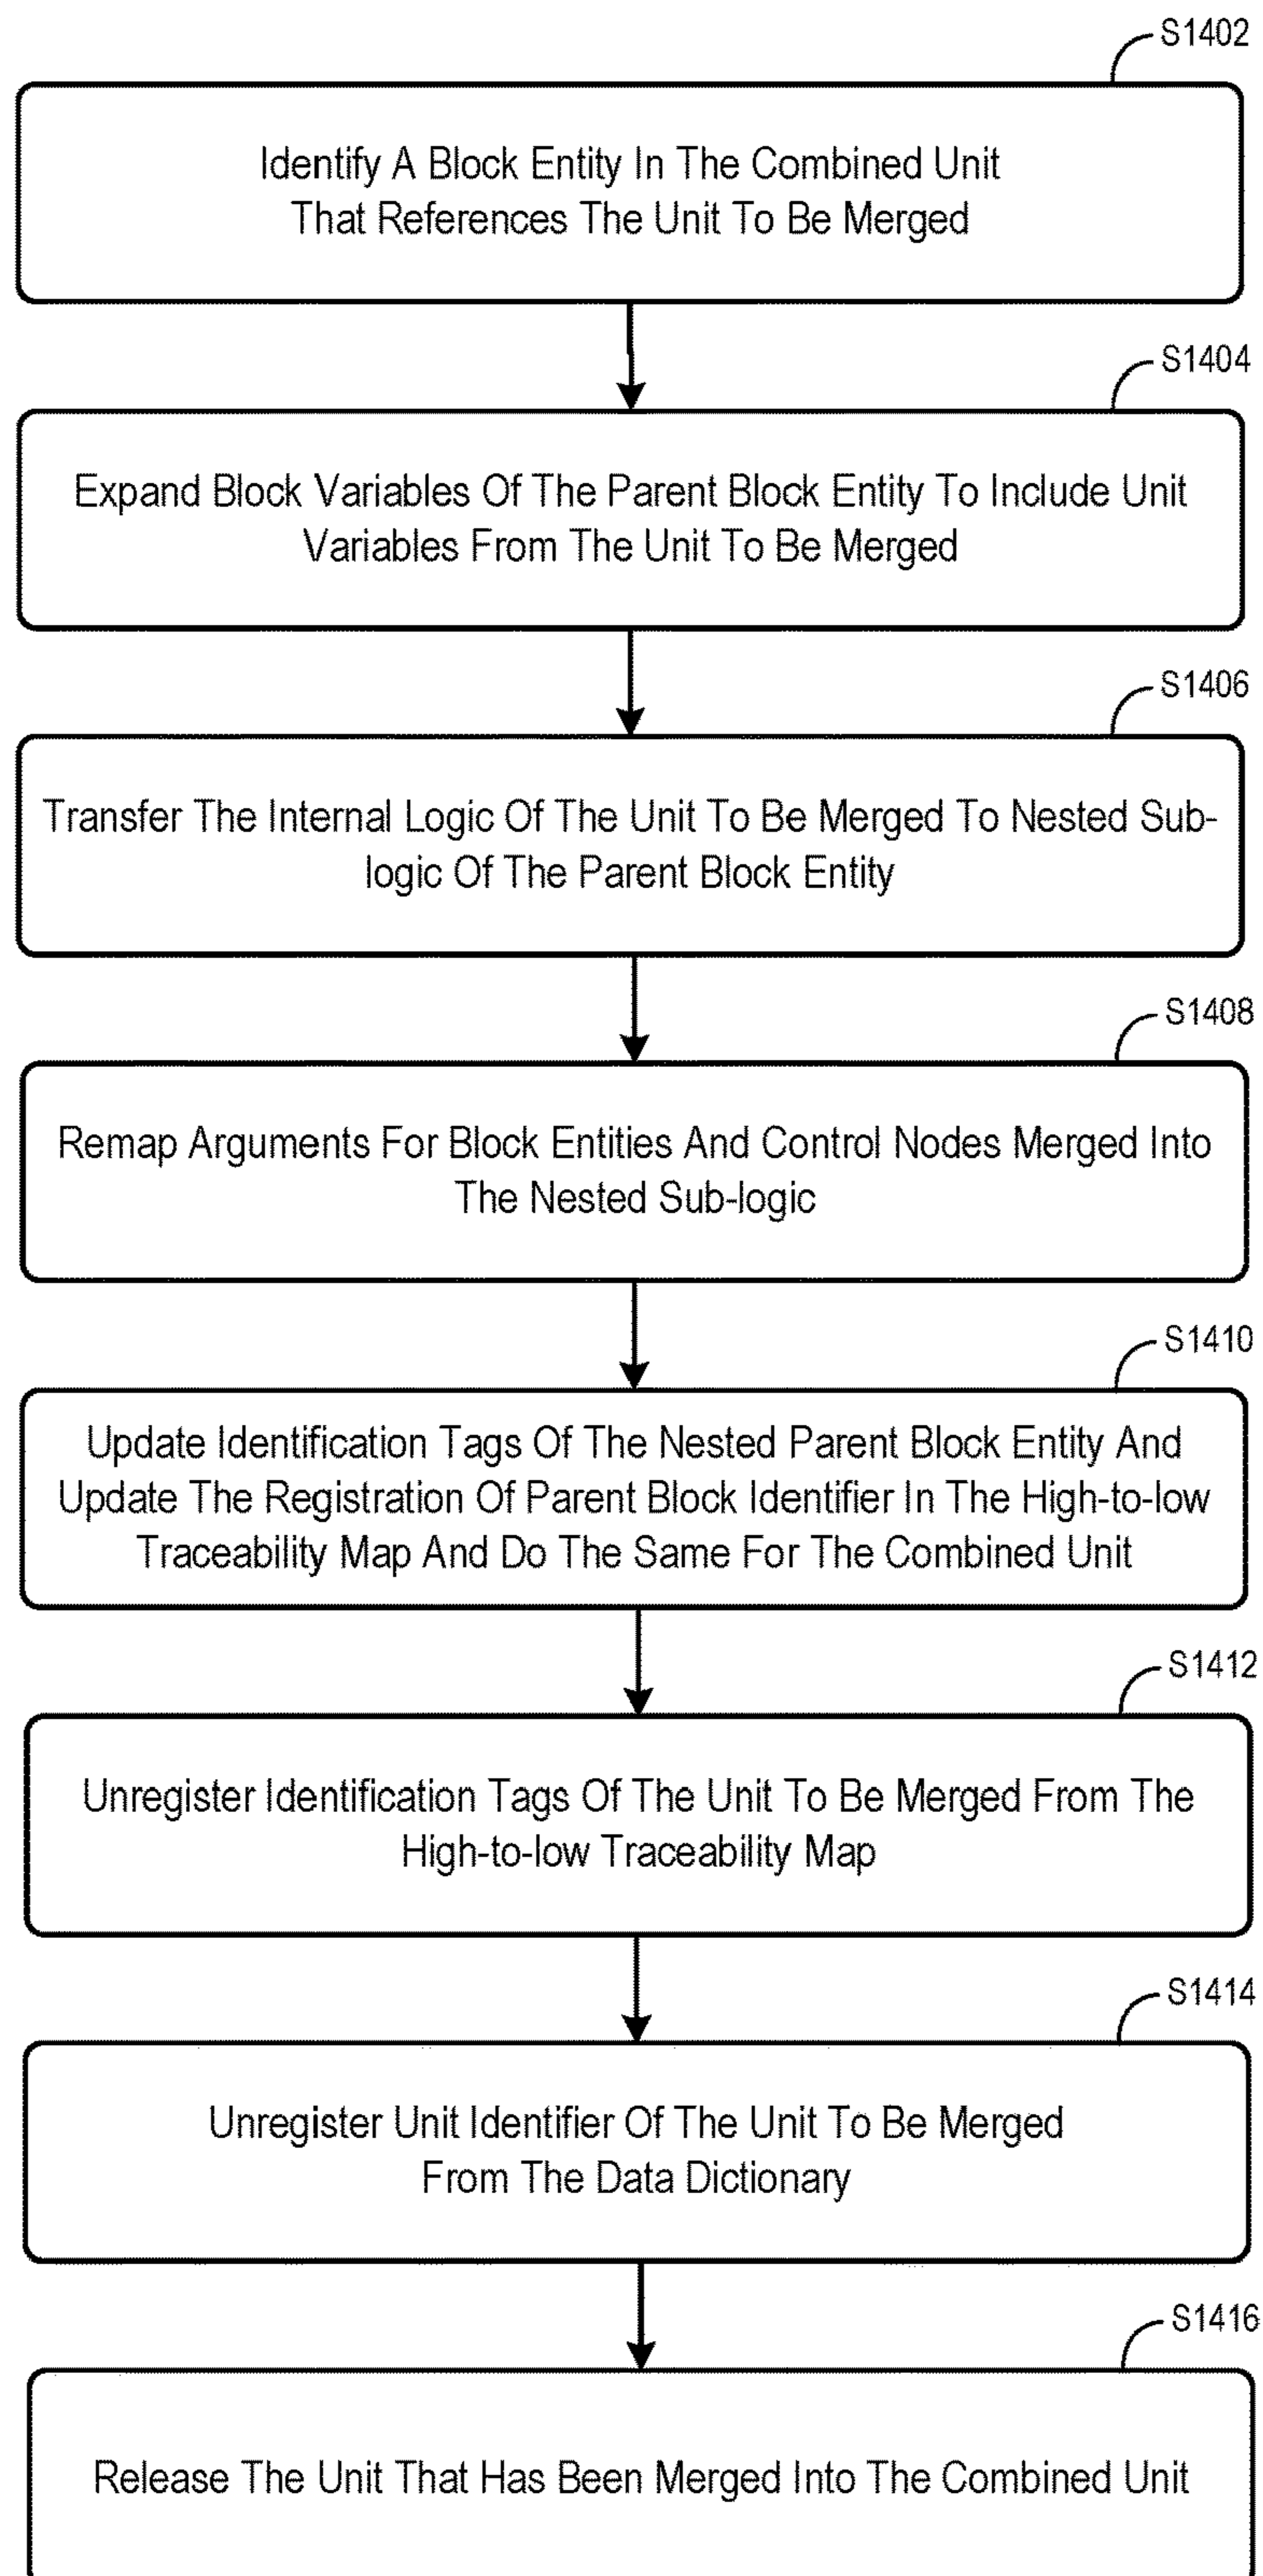 S1402
Identify A Block Entity In The Combined Unit
That References The Unit To Be Merged
S1404
Expand Block Variables Of The Parent Block Entity To Include Unit
Variables From The Unit To Be Merged
S1406
Transfer The Internal Logic Of The Unit To Be Merged To Nested Sub-
logic Of The Parent Block Entity
S1408
Remap Arguments For Block Entities And Control Nodes Merged Into
The Nested Sub-logic
S1410
Update Identification Tags Of The Nested Parent Block Entity And
Update The Registration Of Parent Block Identifier In The High-to-low
Traceability Map And Do The Same For The Combined Unit
S1412
Unregister Identification Tags Of The Unit To Be Merged From The
High-to-low Traceability Map
S1414
Unregister Unit Identifier Of The Unit To Be Merged
From The Data Dictionary
S1416
Release The Unit That Has Been Merged Into The Combined Unit